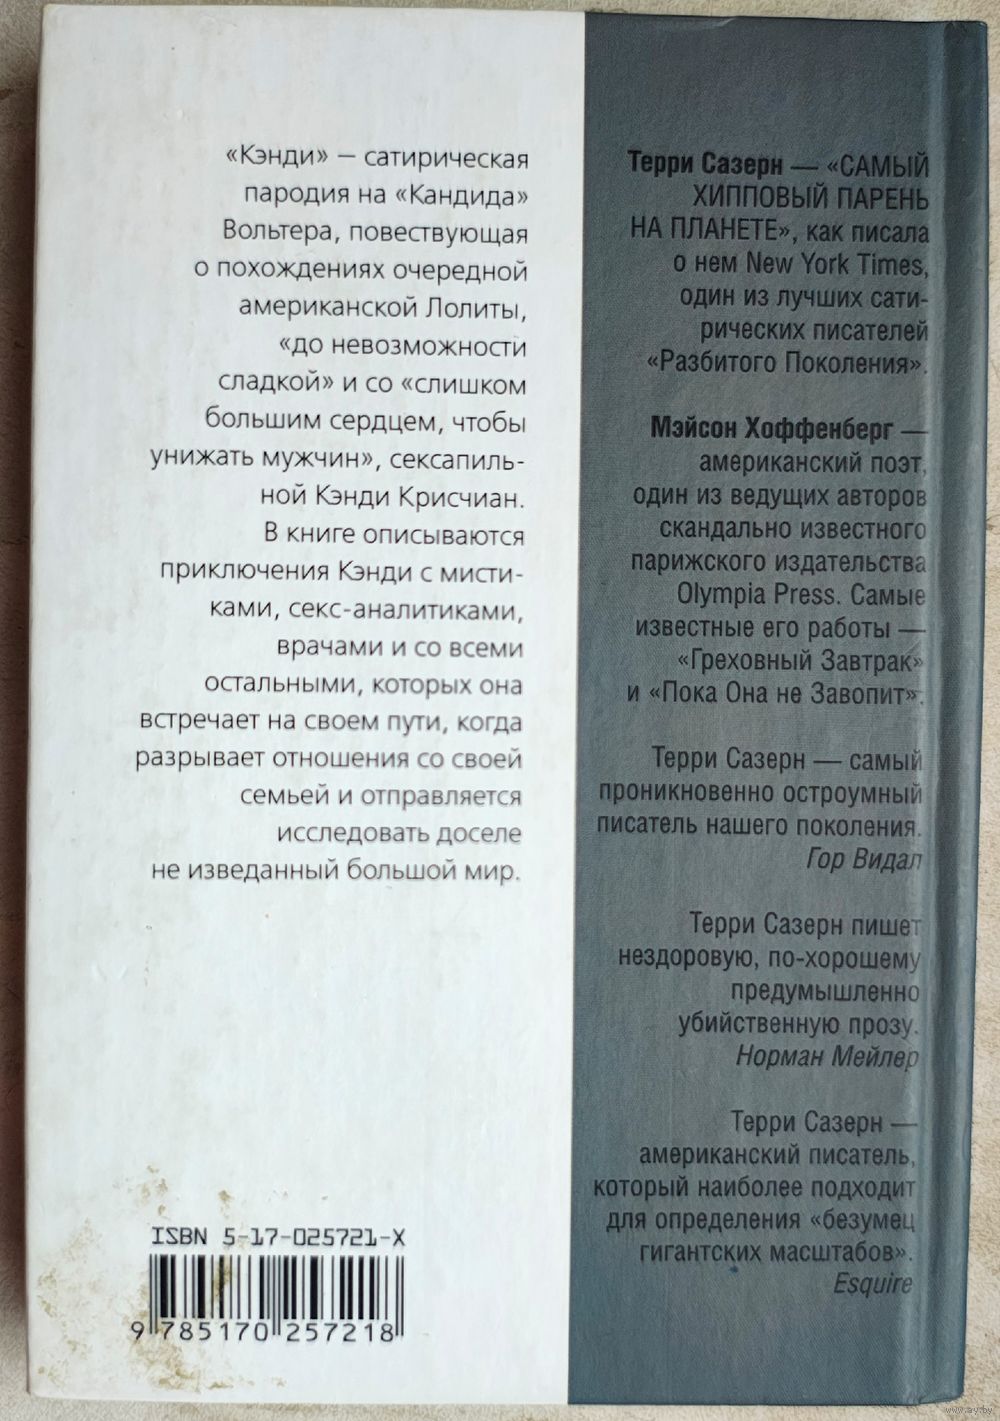 «Кэнди» — сатирическая
пародия на «Кандида»
Вольтера, повествующая
о похождениях очередной
американской Лолиты,
«до невозможности
сладкой» и со «слишком
большим сердцем, чтобы
унижать мужчин», сексапиль-
ной Кэнди Крисчиан.
В книге описываются
приключения Кэнди с мисти-
ками, секс-аналитиками,
врачами и со всеми
остальными, которых она
встречает на своем пути, когда
разрывает отношения со своей
семьей и отправляется
исследовать доселе
не изведанный большой мир.
ISBN 5-17-025721-X
9 785170 257218
Терри Сазерн — «САМЫЙ
ХИППОВЫЙ ПАРЕНЬ
НА ПЛАНЕТЕ», как писала
о нем New York Times,
один из лучших сати-
рических писателей
«Разбитого Поколения».
Мэйсон Хоффенберг —
американский поэт,
один из ведущих авторов
скандально известного
парижского издательства
Olympia Press. Самые
известные его работы —
«Греховный Завтрак»
и «Пока Она не Завопит».
Терри Сазерн — самый
проникновенно остроумный
писатель нашего поколения.
Гор Видал
Терри Сазерн пишет
нездоровую, по-хорошему
предумышленно
убийственную прозу.
Норман Мейлер
Терри Сазерн —
американский писатель,
который наиболее подходит
для определения «безумец
гигантских масштабов».
Esquire
www.ay.by